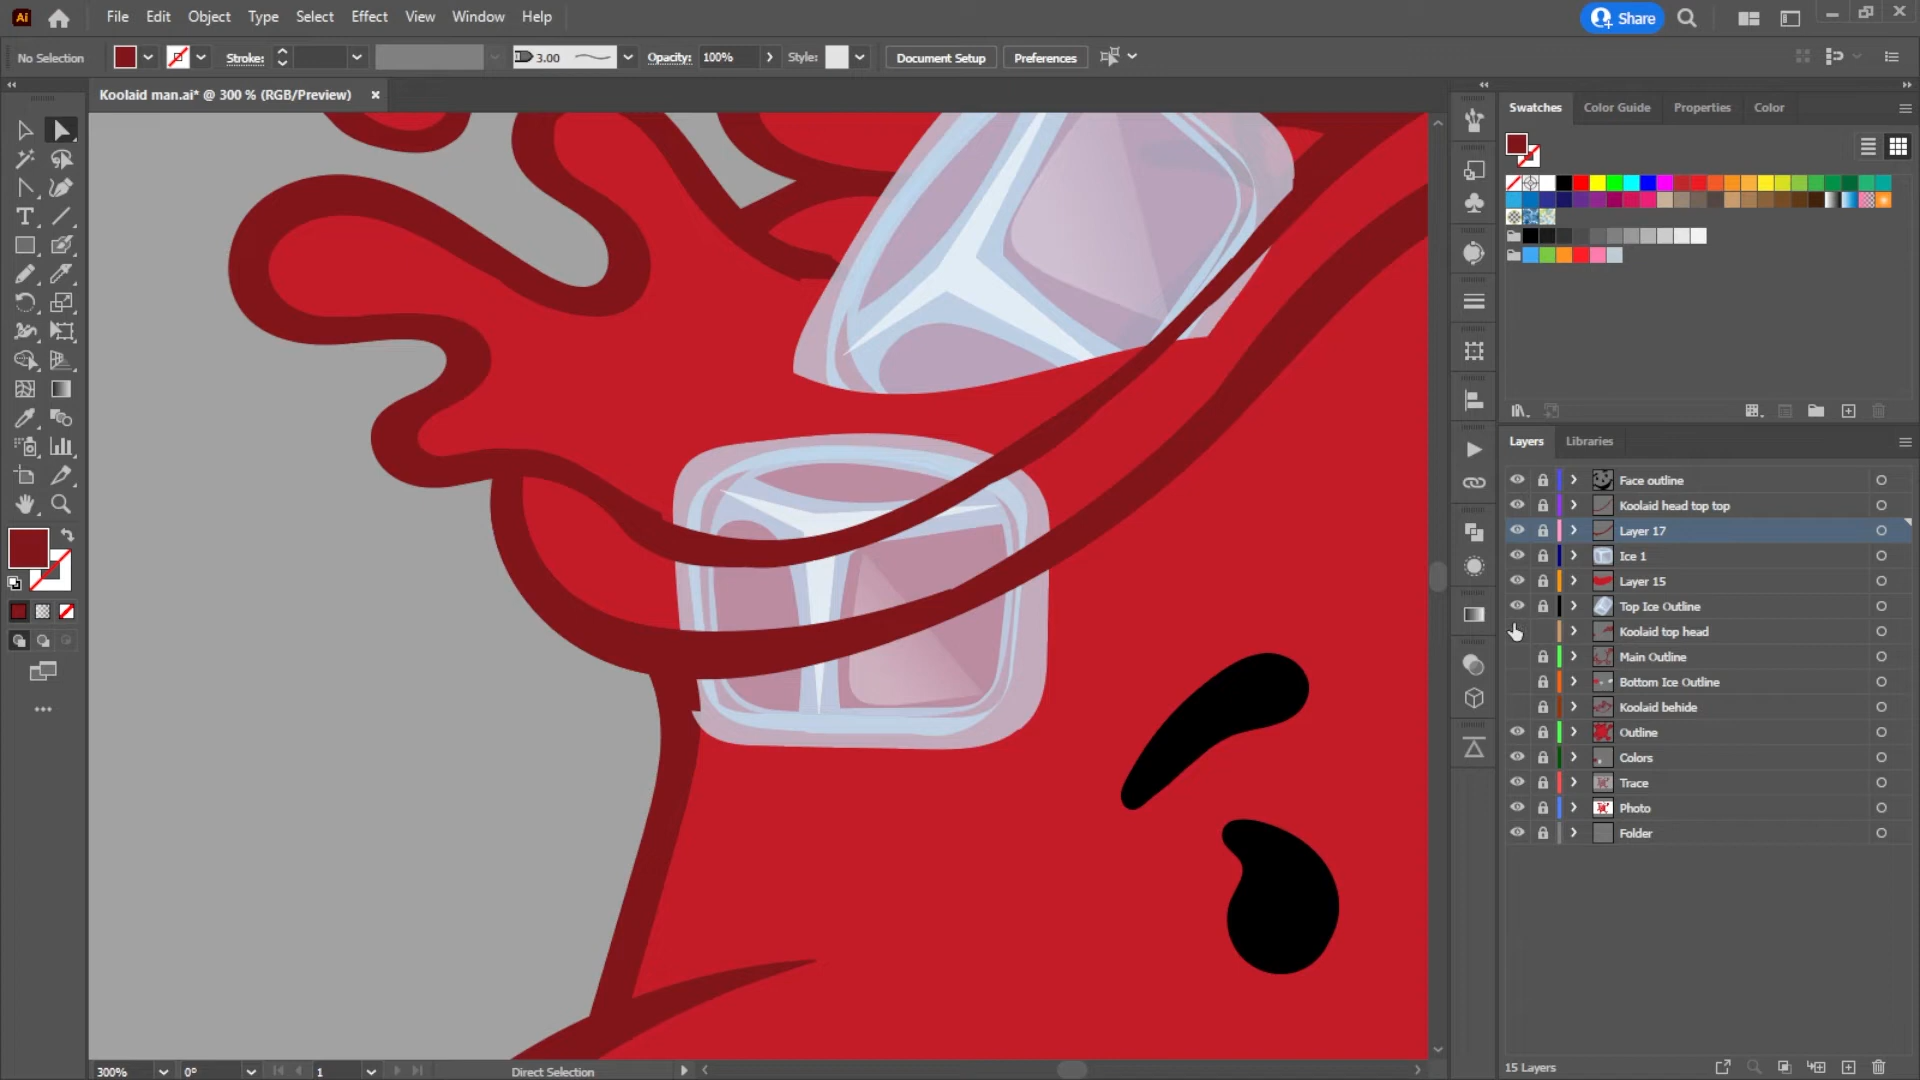 Ai File Edit Object Type Select Effect View Window Help Share
No Selection Stroke: 3.00 Opacity: 100% Style: Document Setup Preferences
Koolaid man.ai* @ 300 % (RGB/Preview) ×
Swatches Color Guide Properties Color
Layers Libraries
Face outline
Koolaid head top top
Layer 17
Ice 1
Layer 15
Top Ice Outline
Koolaid top head
Main Outline
Bottom Ice Outline
Koolaid behide
Outline
Colors
Trace
Photo
Folder
15 Layers
300% 0° 1 Direct Selection